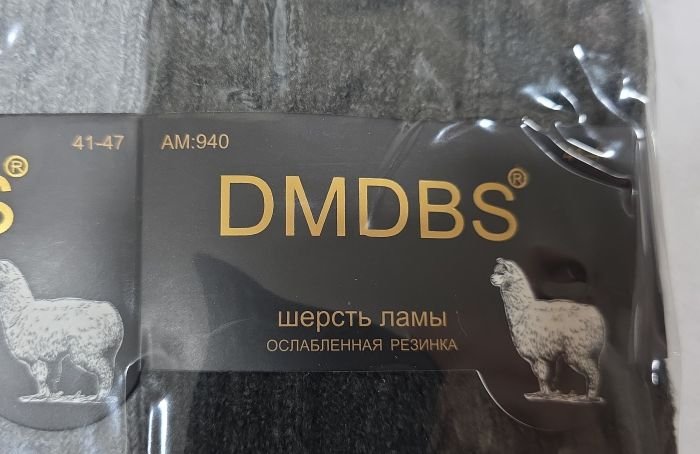 41-47
AM:940
S®
DMDBS®
шерсть ламы
ОСЛАБЛЕННАЯ РЕЗИНКА